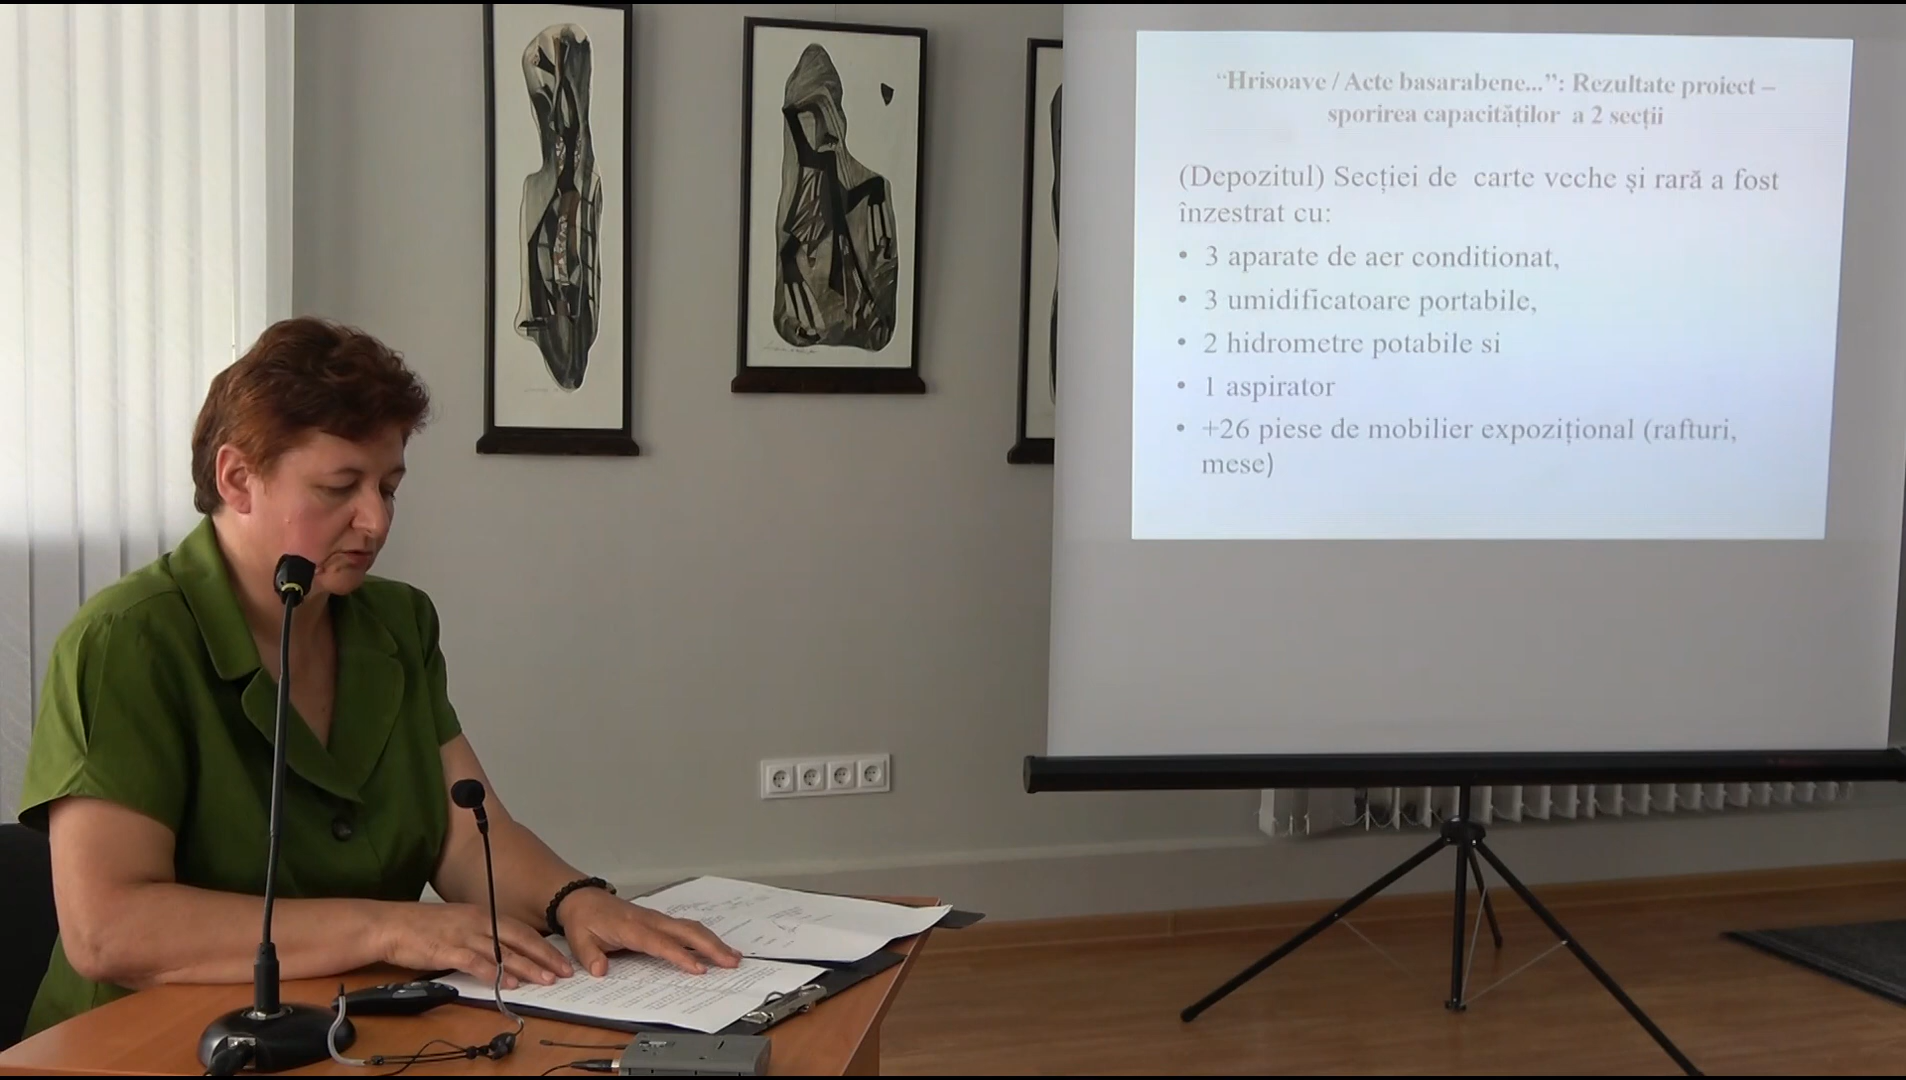 “Hrisoave / Acte basarabene...”: Rezultate proiect –
sporirea capacităților a 2 secții
(Depozitul) Secției de carte veche și rară a fost
înzestrat cu:
• 3 aparate de aer conditionat,
• 3 umidificatoare portabile,
• 2 hidrometre potabile si
• 1 aspirator
• +26 piese de mobilier expozițional (rafturi,
mese)